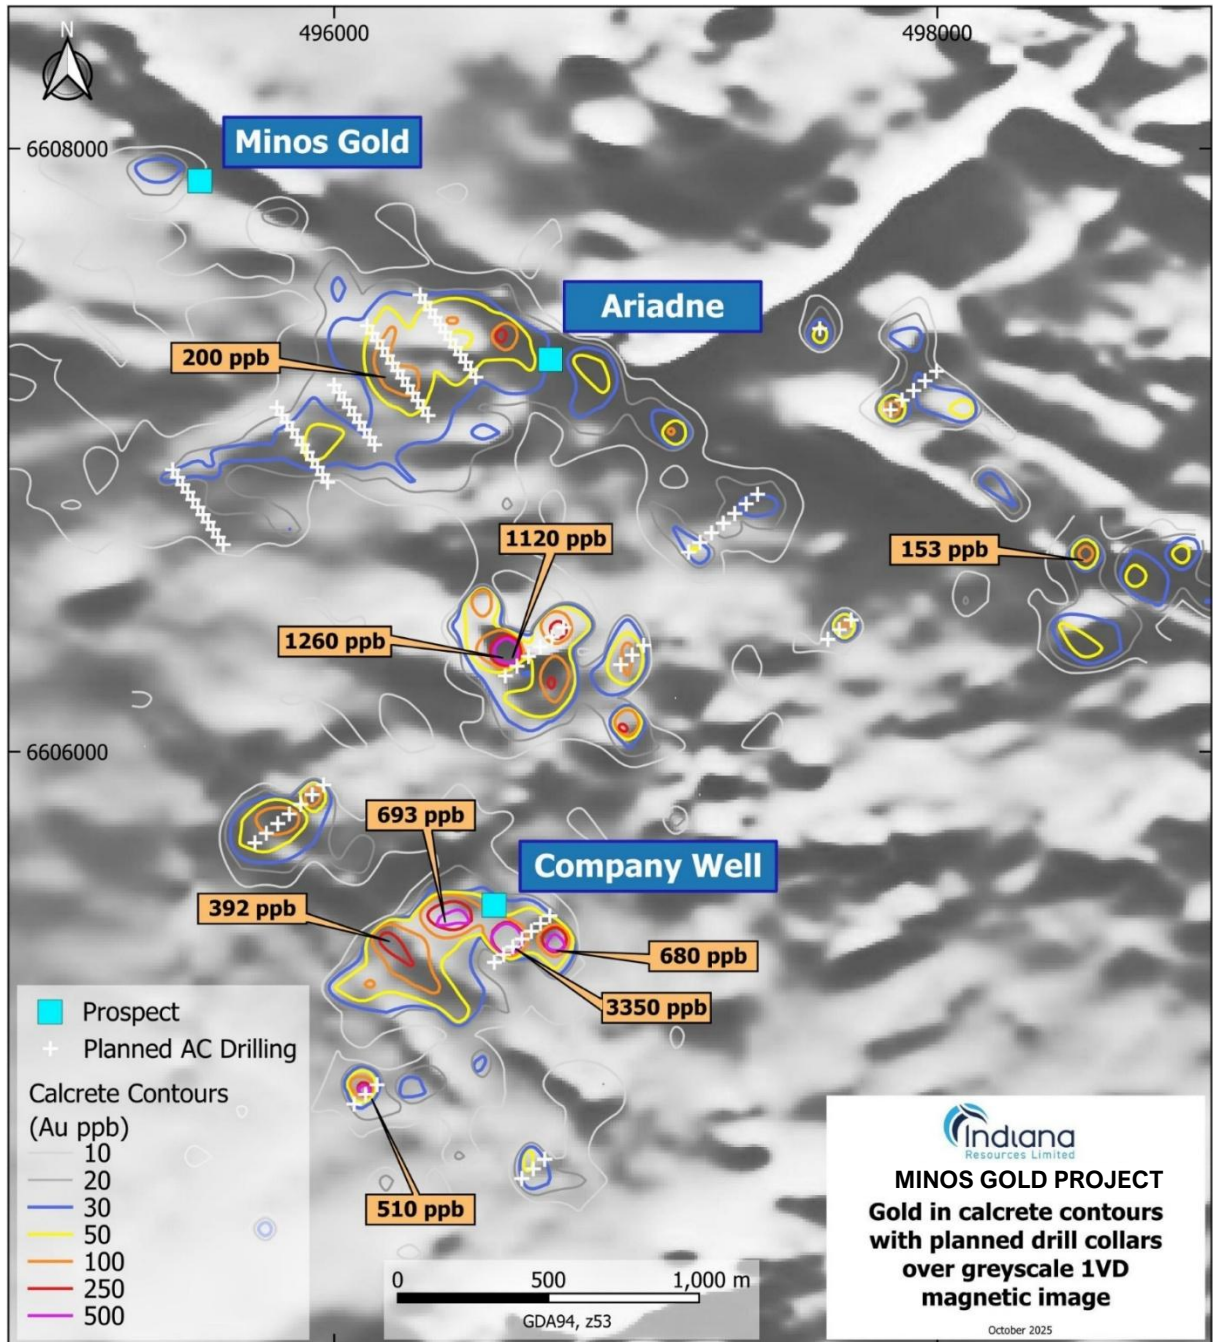 496000
498000
N
6608000
Minos Gold
Ariadne
200 ppb
1120 ppb
153 ppb
1260 ppb
6606000
693 ppb
Company Well
392 ppb
680 ppb
3350 ppb
Prospect
Planned AC Drilling
Calcrete Contours
(Au ppb)
10
20
30
50
100
250
500
510 ppb
0 500 1,000 m
GDA94, z53
Indiana
Resources Limited
MINOS GOLD PROJECT
Gold in calcrete contours
with planned drill collars
over greyscale 1VD
magnetic image
October 2025